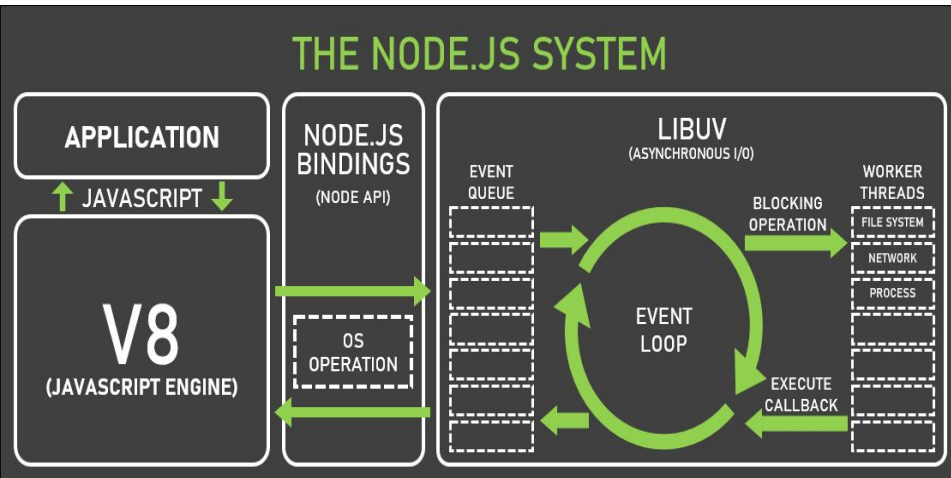 THE NODE.JS SYSTEM
APPLICATION
JAVASCRIPT
V8
(JAVASCRIPT ENGINE)
NODE.JS
BINDINGS
(NODE API)
OS
OPERATION
LIBUV
(ASYNCHRONOUS I/O)
EVENT
QUEUE
EVENT
LOOP
BLOCKING
OPERATION
EXECUTE
CALLBACK
WORKER
THREADS
FILE SYSTEM
NETWORK
PROCESS